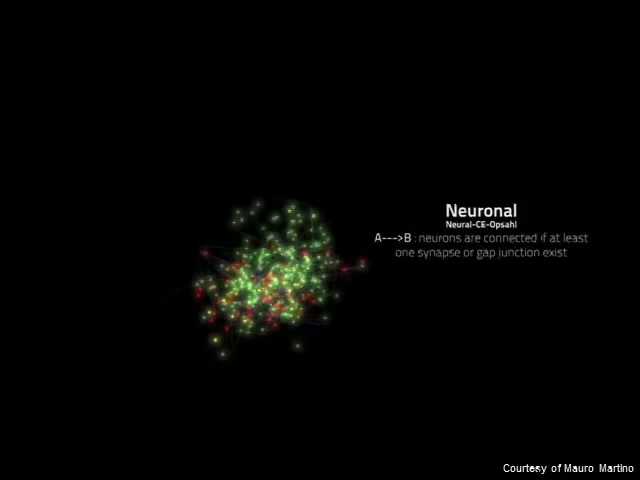 Neuronal
Neural-CE-Opsahl
A--->B : neurons are connected if at least
one synapse or gap junction exist
Courtesy of Mauro Martino